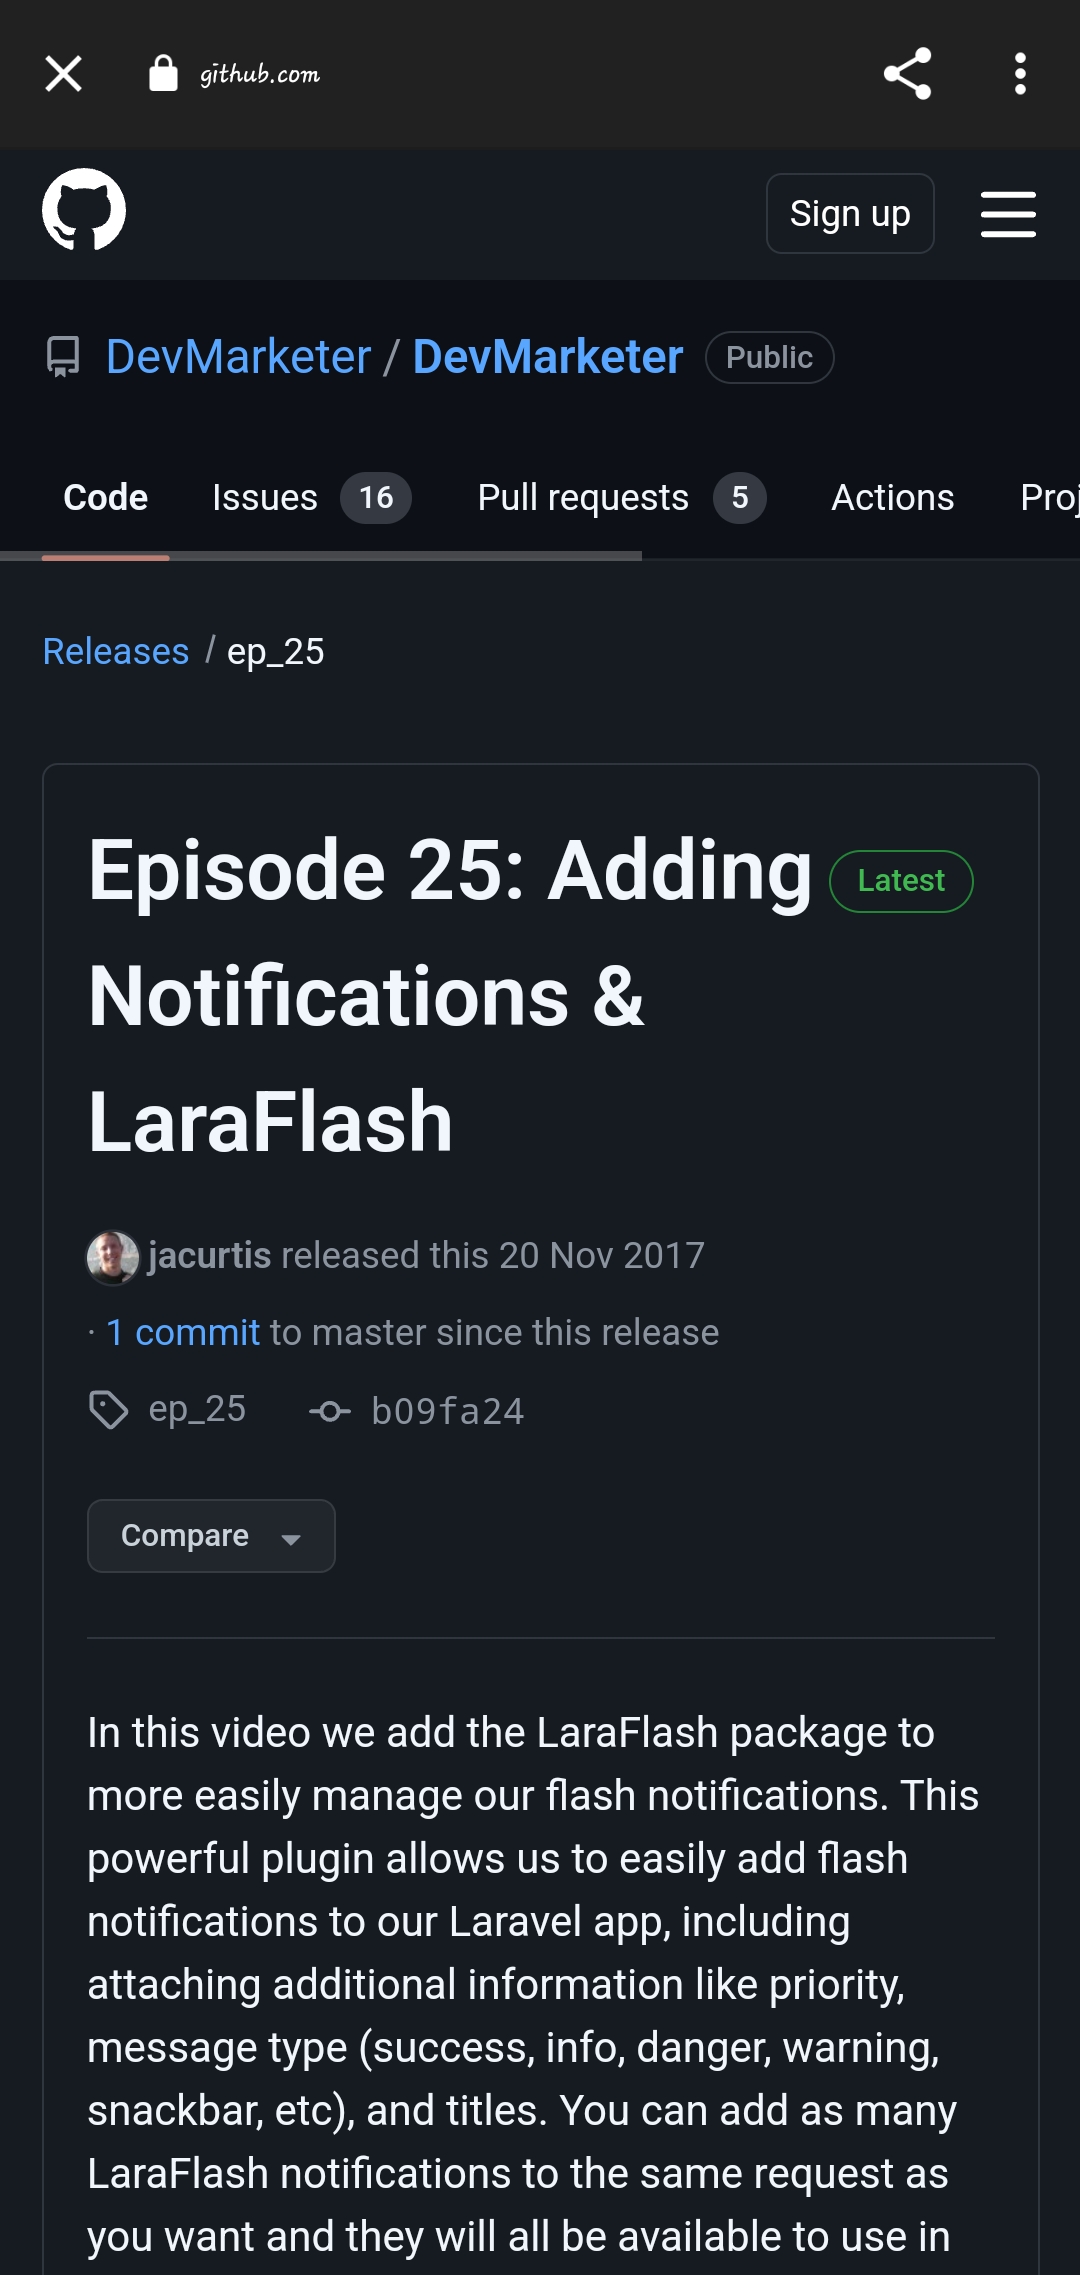 github.com
Sign up
DevMarketer / DevMarketer Public
Code Issues 16 Pull requests 5 Actions Proj
Releases / ep_25
Episode 25: Adding Latest
Notifications &
LaraFlash
jacurtis released this 20 Nov 2017
· 1 commit to master since this release
ep_25 b09fa24
Compare
In this video we add the LaraFlash package to
more easily manage our flash notifications. This
powerful plugin allows us to easily add flash
notifications to our Laravel app, including
attaching additional information like priority,
message type (success, info, danger, warning,
snackbar, etc), and titles. You can add as many
LaraFlash notifications to the same request as
you want and they will all be available to use in